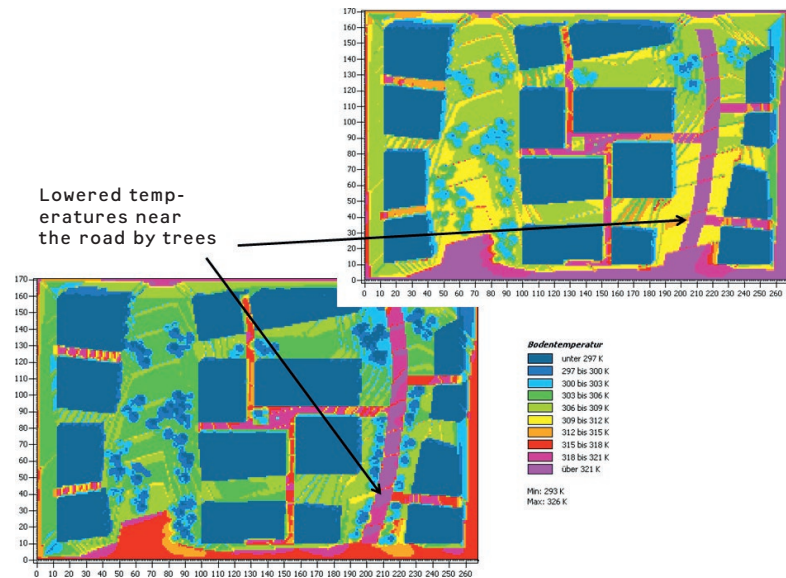 170
160
150
140
130
120
110
100
90
80
70
60
50
40
30
20
10
0
0 10 20 30 40 50 60 70 80 90 100 110 120 130 140 150 160 170 180 190 200 210 220 230 240 250 260
Lowered temp-
eratures near
the road by trees
170
160
150
140
130
120
110
100
90
80
70
60
50
40
30
20
10
0
0 10 20 30 40 50 60 70 80 90 100 110 120 130 140 150 160 170 180 190 200 210 220 230 240 250 260
Bodentemperatur
unter 297 K
297 bis 300 K
300 bis 303 K
303 bis 306 K
306 bis 309 K
309 bis 312 K
312 bis 315 K
315 bis 318 K
318 bis 321 K
über 321 K
Min: 293 K
Max: 326 K